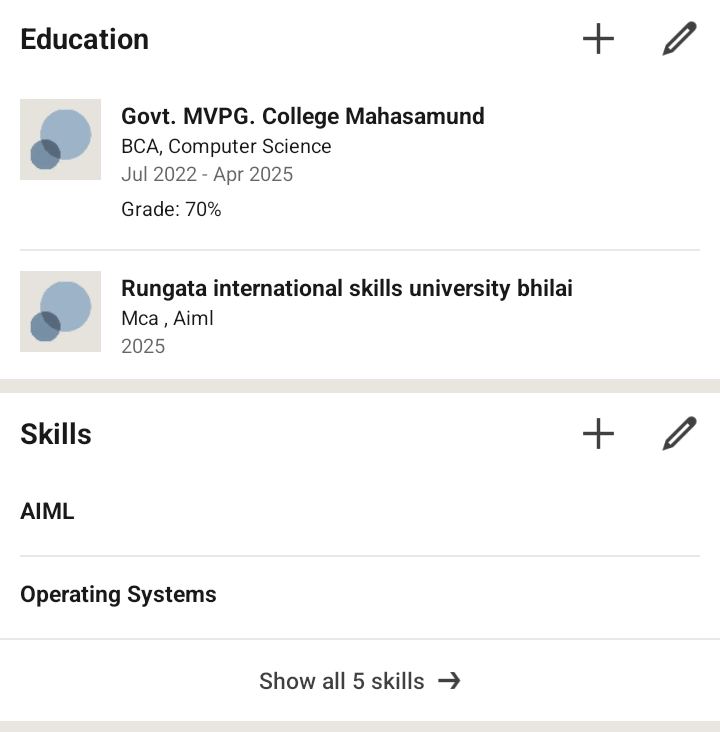 Education
Govt. MVPG. College Mahasamund
BCA, Computer Science
Jul 2022 - Apr 2025
Grade: 70%
Rungata international skills university bhilai
Mca , Aiml
2025
Skills
AIML
Operating Systems
Show all 5 skills →